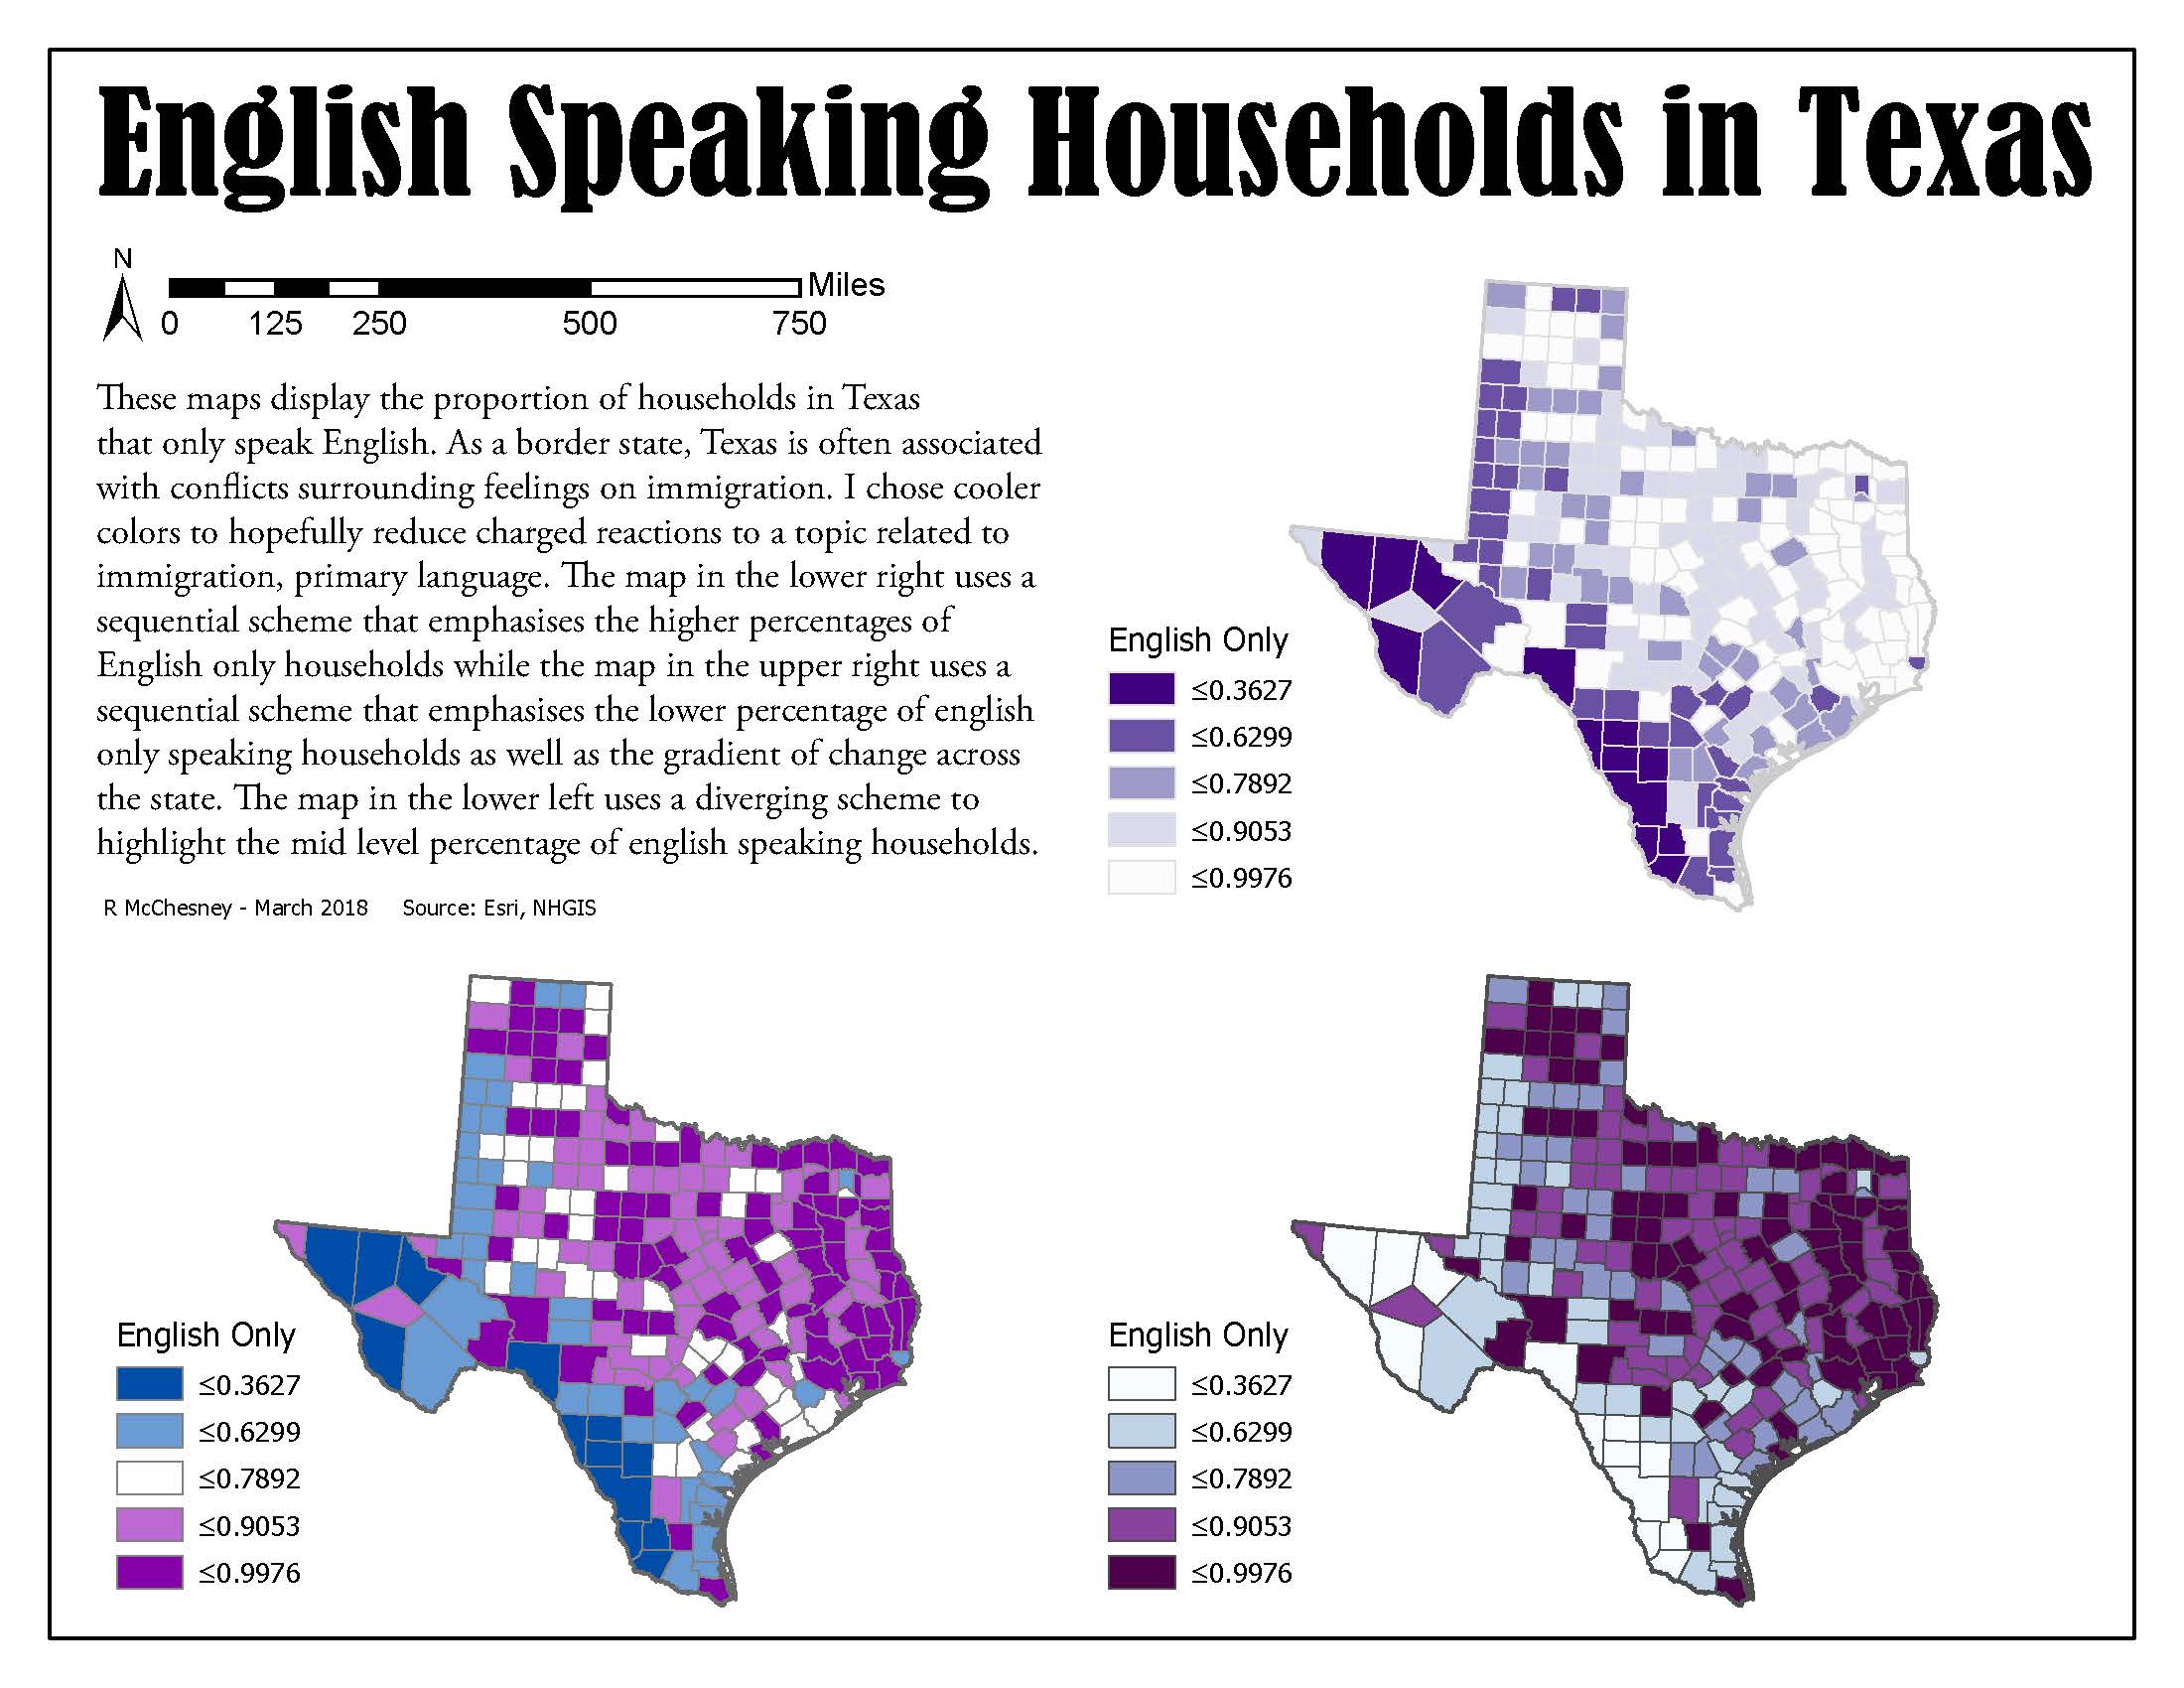 English Speaking Households in Texas
N
Miles
0 125 250 500 750
These maps display the proportion of households in Texas
that only speak English. As a border state, Texas is often associated
with conflicts surrounding feelings on immigration. I chose cooler
colors to hopefully reduce charged reactions to a topic related to
immigration, primary language. The map in the lower right uses a
sequential scheme that emphasises the higher percentages of
English only households while the map in the upper right uses a
sequential scheme that emphasises the lower percentage of english
only speaking households as well as the gradient of change across
the state. The map in the lower left uses a diverging scheme to
highlight the mid level percentage of english speaking households.
R McChesney - March 2018 Source: Esri, NHGIS
English Only
≤0.3627
≤0.6299
≤0.7892
≤0.9053
≤0.9976
English Only
≤0.3627
≤0.6299
≤0.7892
≤0.9053
≤0.9976
English Only
≤0.3627
≤0.6299
≤0.7892
≤0.9053
≤0.9976